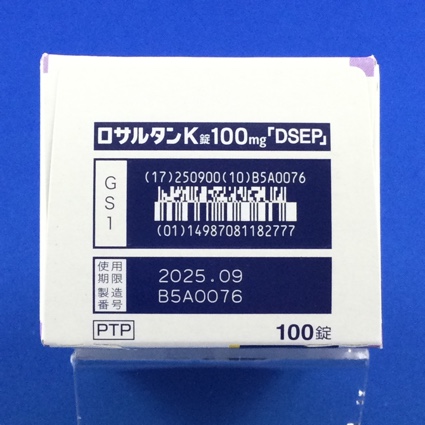 ロサルタンK錠100mg「DSEP」
GS1
(17)250900(10)B5A0076
(01)14987081182777
使用期限 2025.09
製造番号 B5A0076
PTP
100錠